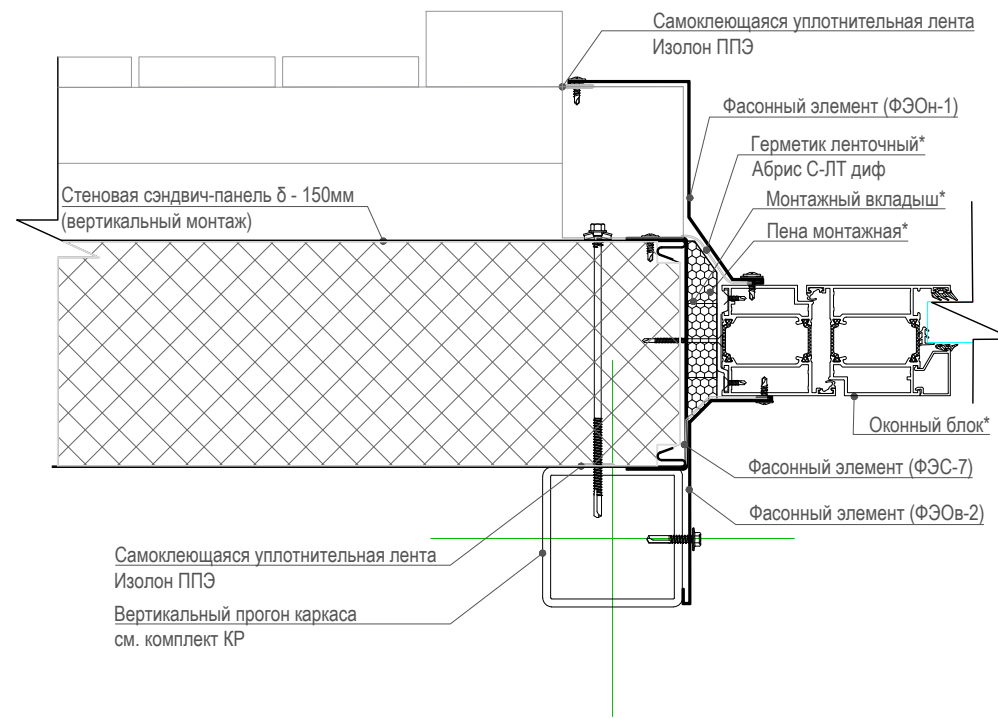 Самоклеющаяся уплотнительная лента
Изолон ППЭ
Фасонный элемент (ФЭОн-1)
Герметик ленточный*
Абрис С-ЛТ диф
Монтажный вкладыш*
Пена монтажная*
Стеновая сэндвич-панель δ - 150мм
(вертикальный монтаж)
Оконный блок*
Фасонный элемент (ФЭС-7)
Фасонный элемент (ФЭОв-2)
Самоклеющаяся уплотнительная лента
Изолон ППЭ
Вертикальный прогон каркаса
см. комплект КР